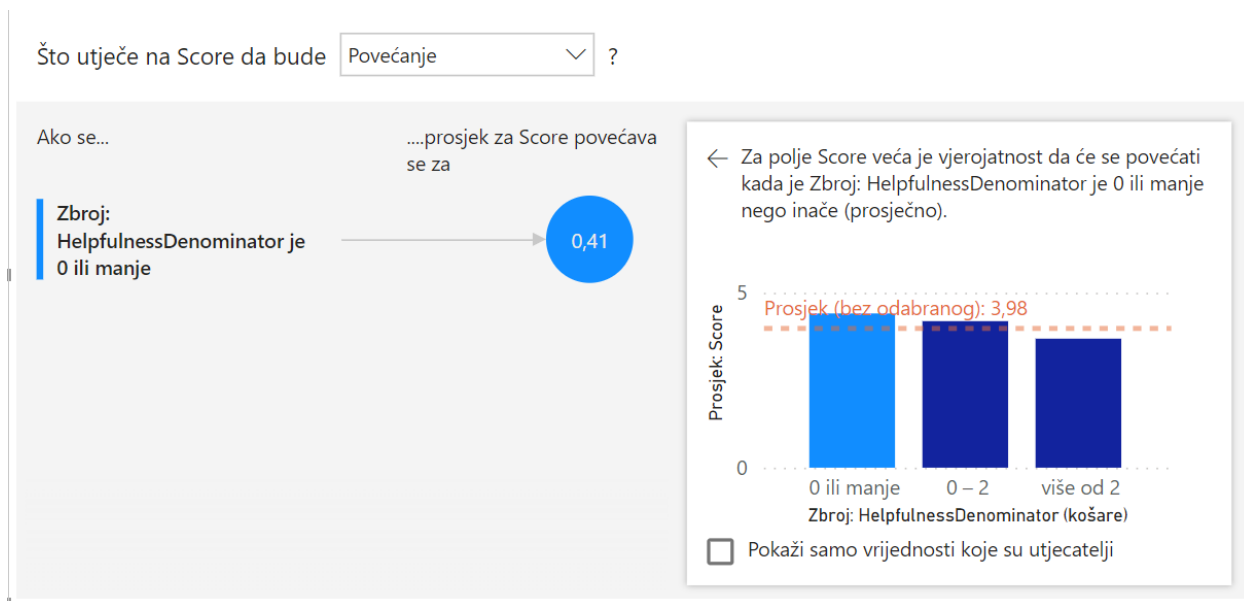 Što utječe na Score da bude Povećanje ?
Ako se...
....prosjek za Score povećava
se za
Zbroj:
HelpfulnessDenominator je
0 ili manje
0,41
Za polje Score veća je vjerojatnost da će se povećati
kada je Zbroj: HelpfulnessDenominator je 0 ili manje
nego inače (prosječno).
5
Prosjek (bez odabranog): 3,98
Prosjek: Score
0
0 ili manje 0 – 2 više od 2
Zbroj: HelpfulnessDenominator (košare)
Pokaži samo vrijednosti koje su utjecatelji